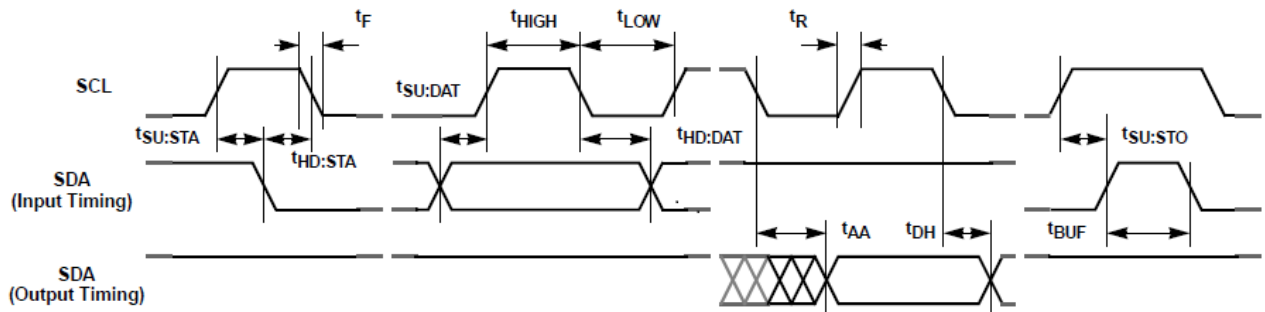 tF
tHIGH
tLOW
tR
SCL
tSU:DAT
tSU:STA
tHD:STA
tHD:DAT
tSU:STO
SDA
(Input Timing)
tAA
tDH
tBUF
SDA
(Output Timing)